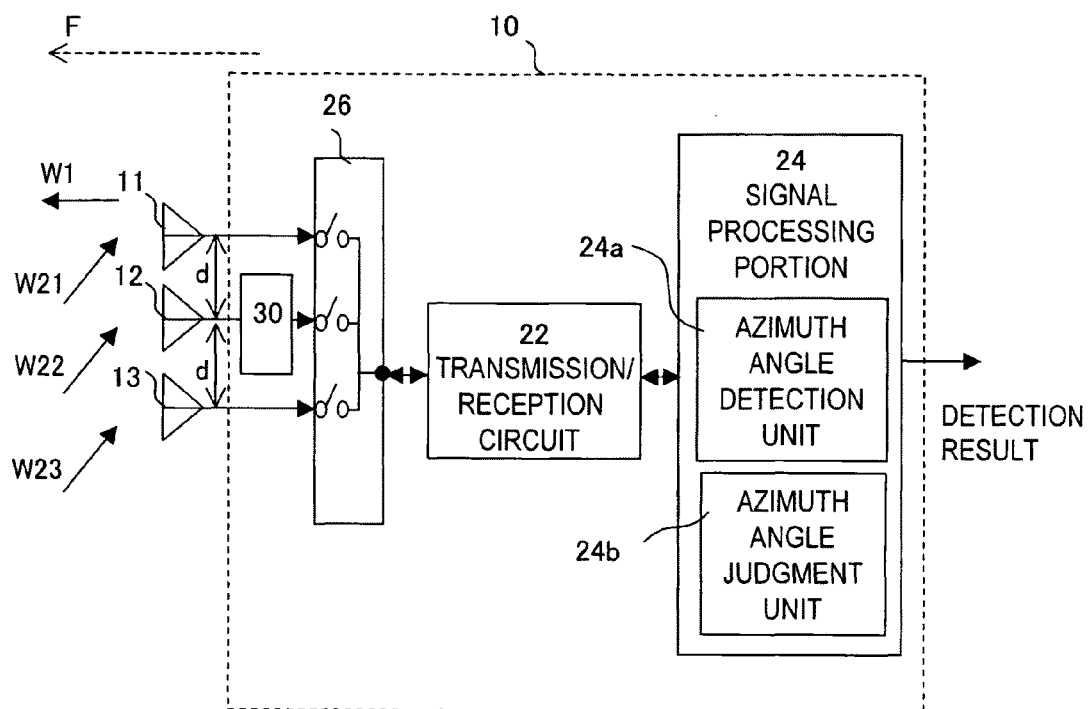 F
10
26
W1
11
W21
12
W22
13
W23
d
d
30
22
TRANSMISSION/
RECEPTION
CIRCUIT
24
SIGNAL
PROCESSING
PORTION
24a
AZIMUTH
ANGLE
DETECTION
UNIT
24b
AZIMUTH
ANGLE
JUDGMENT
UNIT
DETECTION
RESULT